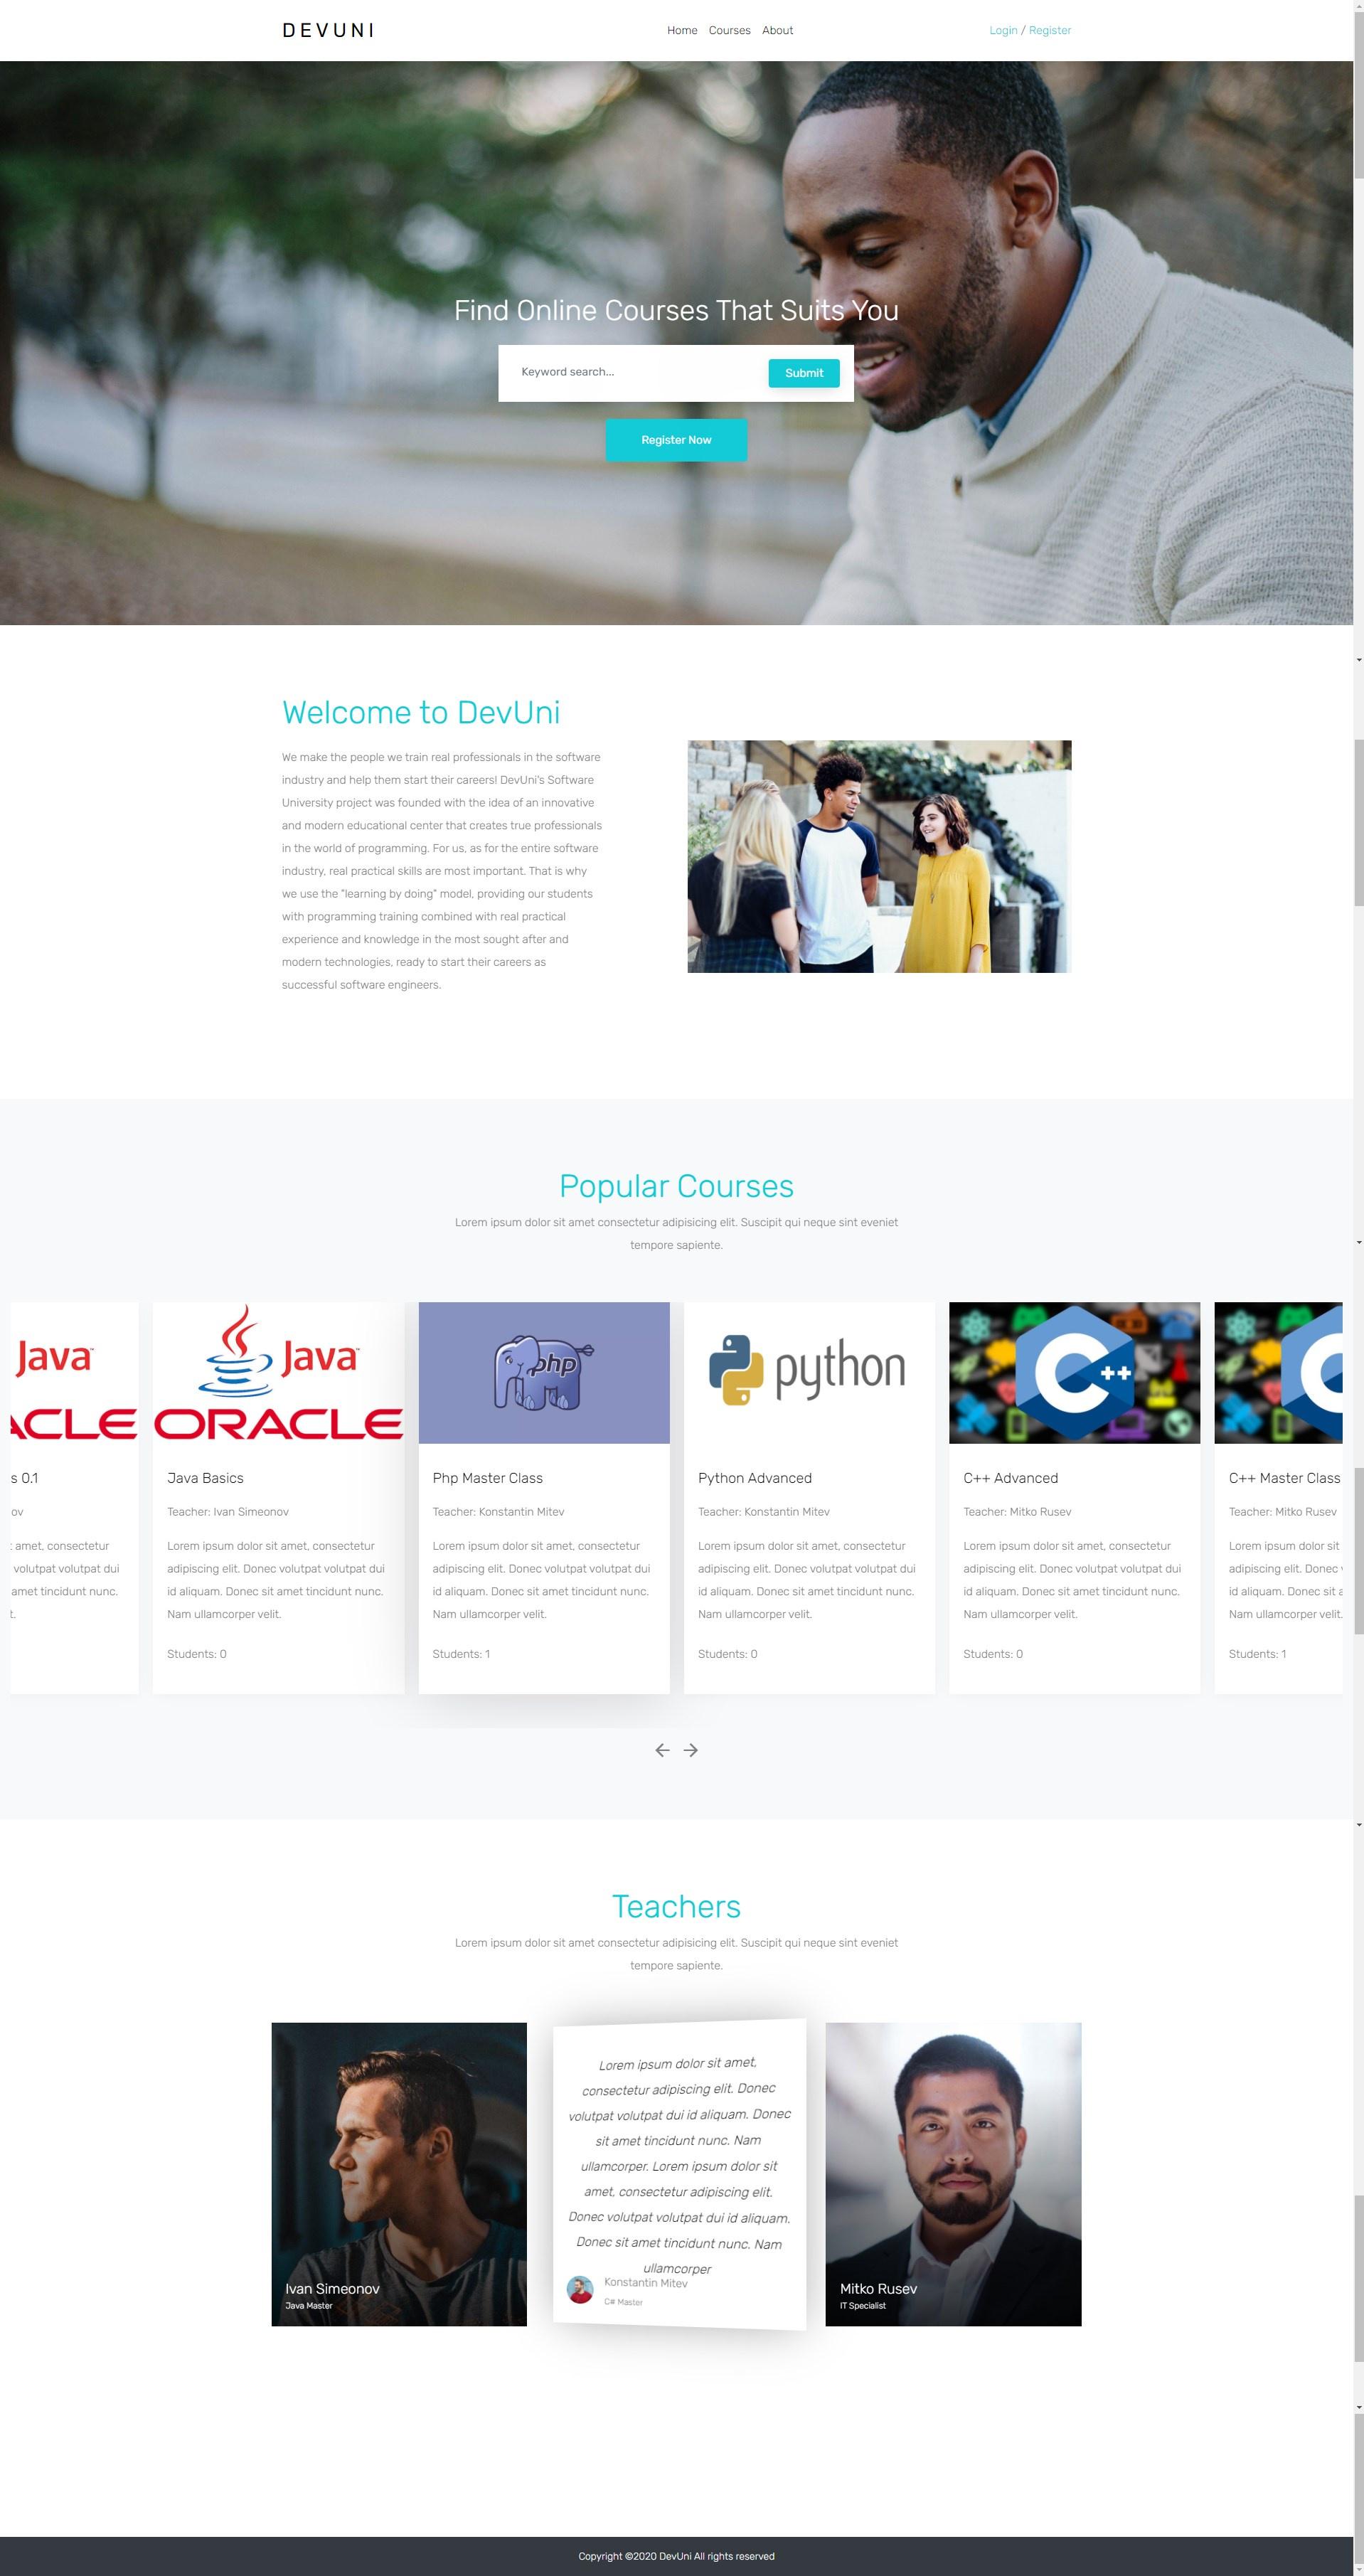 DEVUNI
Home Courses About
Login / Register
Find Online Courses That Suits You
Keyword search...
Submit
Register Now
Welcome to DevUni
We make the people we train real professionals in the software
industry and help them start their careers! DevUni's Software
University project was founded with the idea of an innovative
and modern educational center that creates true professionals
in the world of programming. For us, as for the entire software
industry, real practical skills are most important. That is why
we use the "learning by doing" model, providing our students
with programming training combined with real practical
experience and knowledge in the most sought after and
modern technologies, ready to start their careers as
successful software engineers.
Popular Courses
Lorem ipsum dolor sit amet consectetur adipisicing elit. Suscipit qui neque sint eveniet
tempore sapiente.
Java
ACLE
s 0.1
ov
amet, consectetur
volutpat volutpat dui
amet tincidunt nunc.
t.
Java
ORACLE
Java Basics
Teacher: Ivan Simeonov
Lorem ipsum dolor sit amet, consectetur
adipiscing elit. Donec volutpat volutpat dui
id aliquam. Donec sit amet tincidunt nunc.
Nam ullamcorper velit.
Students: 0
php
Php Master Class
Teacher: Konstantin Mitev
Lorem ipsum dolor sit amet, consectetur
adipiscing elit. Donec volutpat volutpat dui
id aliquam. Donec sit amet tincidunt nunc.
Nam ullamcorper velit.
Students: 1
python
Python Advanced
Teacher: Konstantin Mitev
Lorem ipsum dolor sit amet, consectetur
adipiscing elit. Donec volutpat volutpat dui
id aliquam. Donec sit amet tincidunt nunc.
Nam ullamcorper velit.
Students: 0
C++
C++ Advanced
Teacher: Mitko Rusev
Lorem ipsum dolor sit amet, consectetur
adipiscing elit. Donec volutpat volutpat dui
id aliquam. Donec sit amet tincidunt nunc.
Nam ullamcorper velit.
Students: 0
C++ Master Class
Teacher: Mitko Rusev
Lorem ipsum dolor sit
adipiscing elit. Donec
id aliquam. Donec sit a
Nam ullamcorper velit.
Students: 1
Teachers
Lorem ipsum dolor sit amet consectetur adipisicing elit. Suscipit qui neque sint eveniet
tempore sapiente.
Ivan Simeonov
Java Master
Lorem ipsum dolor sit amet,
consectetur adipiscing elit. Donec
volutpat volutpat dui id aliquam. Donec
sit amet tincidunt nunc. Nam
ullamcorper. Lorem ipsum dolor sit
amet, consectetur adipiscing elit.
Donec volutpat volutpat dui id aliquam.
Donec sit amet tincidunt nunc. Nam
ullamcorper
Konstantin Mitev
C# Master
Mitko Rusev
IT Specialist
Copyright ©2020 DevUni All rights reserved